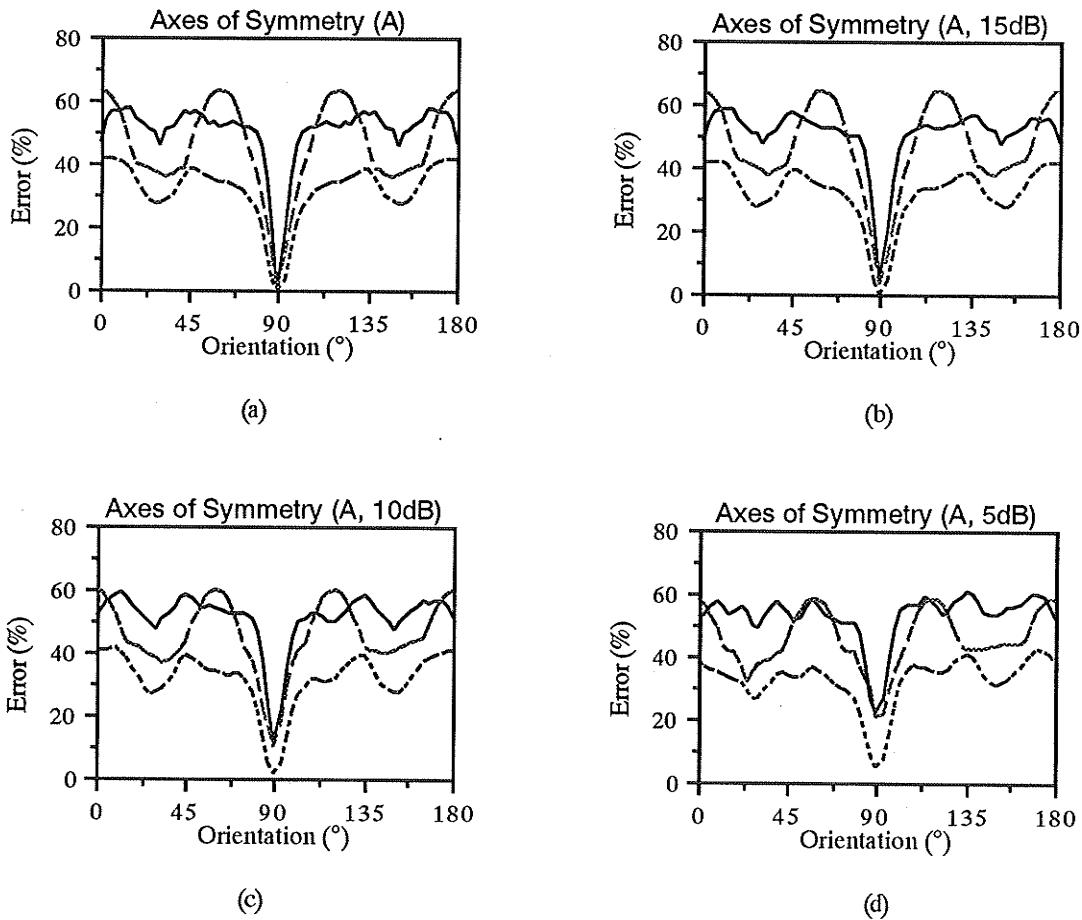 Axes of Symmetry (A)
80
60
40
20
0
Error (%)
0 45 90 135 180
Orientation (°)
(a)
Axes of Symmetry (A, 15dB)
80
60
40
20
0
Error (%)
0 45 90 135 180
Orientation (°)
(b)
Axes of Symmetry (A, 10dB)
80
60
40
20
0
Error (%)
0 45 90 135 180
Orientation (°)
(c)
Axes of Symmetry (A, 5dB)
80
60
40
20
0
Error (%)
0 45 90 135 180
Orientation (°)
(d)